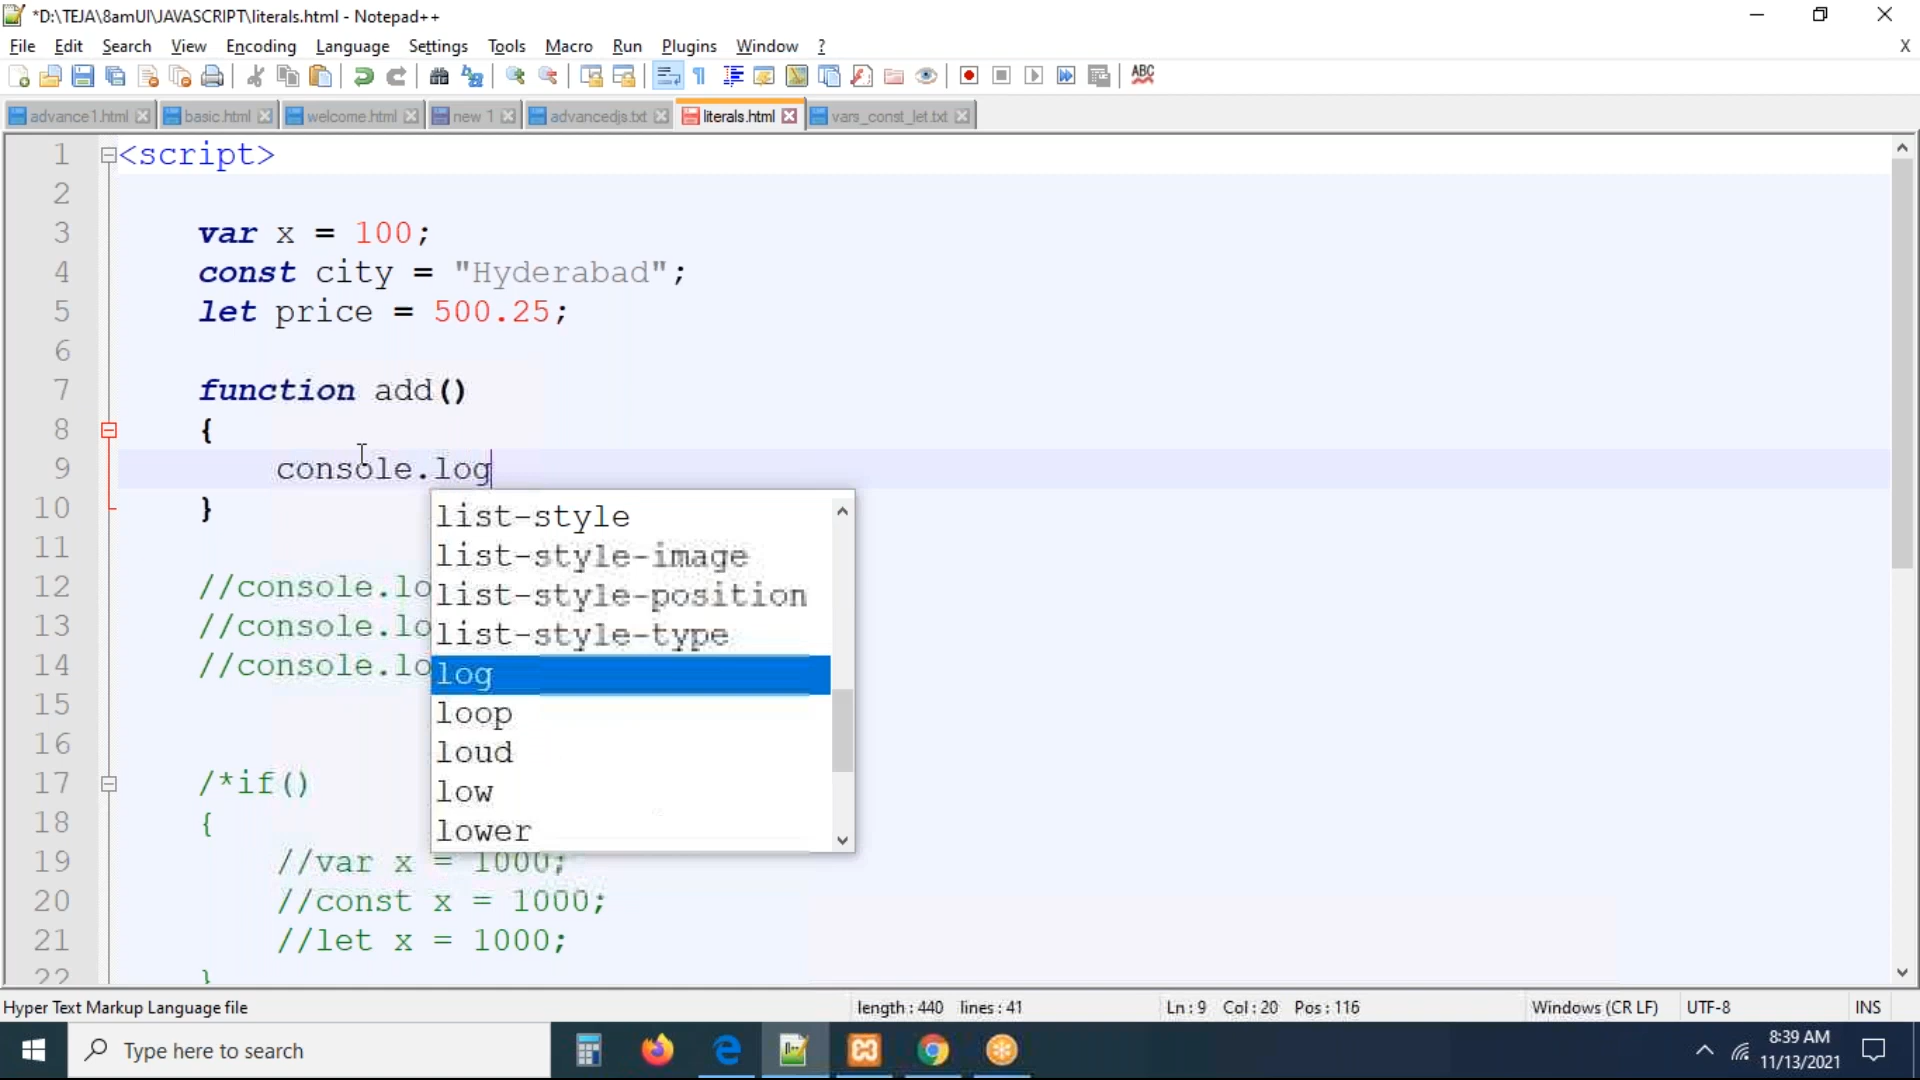 *D:\TEJA\8amUI\JAVASCRIPT\literals.html - Notepad++
File Edit Search View Encoding Language Settings Tools Macro Run Plugins Window ? X
ABC
advance1.html basic.html welcome.html new 1 advancedjs.txt literals.html vars_const_let.txt
1 <script>
2
3 var x = 100;
4 const city = "Hyderabad";
5 let price = 500.25;
6
7 function add()
8 {
9 console.log
10 }
11
12 //console.lo
13 //console.lo
14 //console.lo
15
16
17 /*if()
18 {
19 //var x = 1000;
20 //const x = 1000;
21 //let x = 1000;
22 }
list-style
list-style-image
list-style-position
list-style-type
log
loop
loud
low
lower
Hyper Text Markup Language file length : 440 lines : 41 Ln : 9 Col : 20 Pos : 116 Windows (CR LF) UTF-8 INS
Type here to search
8:39 AM
11/13/2021